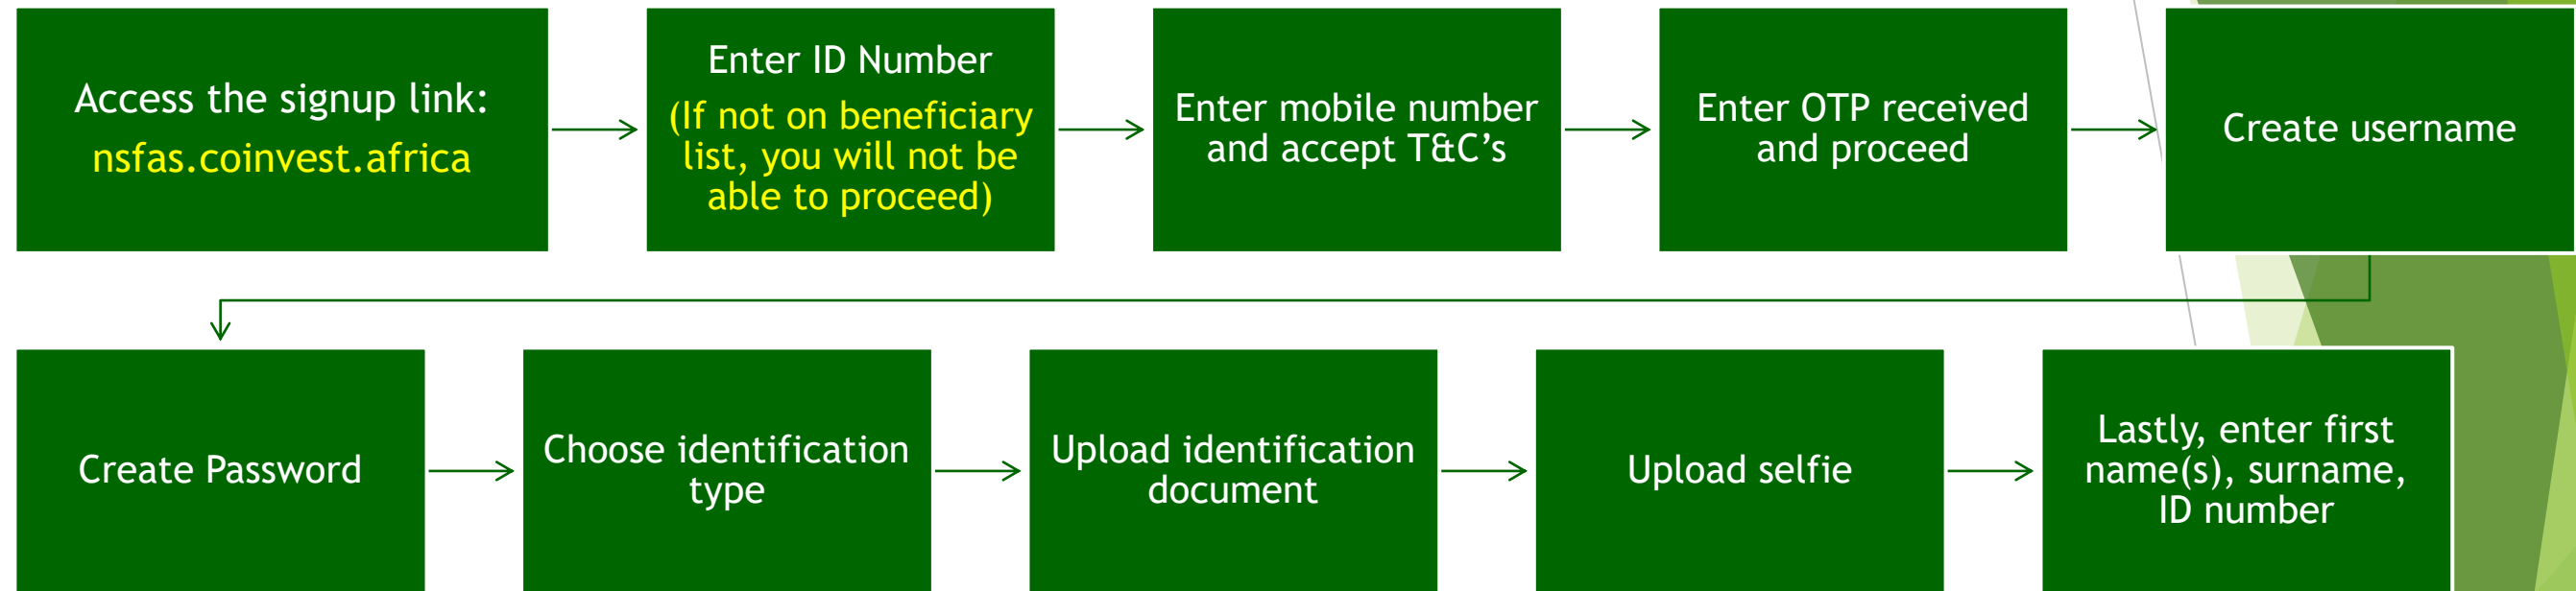 Access the signup link:
nsfas.coinvest.africa
Enter ID Number
(If not on beneficiary
list, you will not be
able to proceed)
Enter mobile number
and accept T&C’s
Enter OTP received
and proceed
Create username
Create Password
Choose identification
type
Upload identification
document
Upload selfie
Lastly, enter first
name(s), surname,
ID number